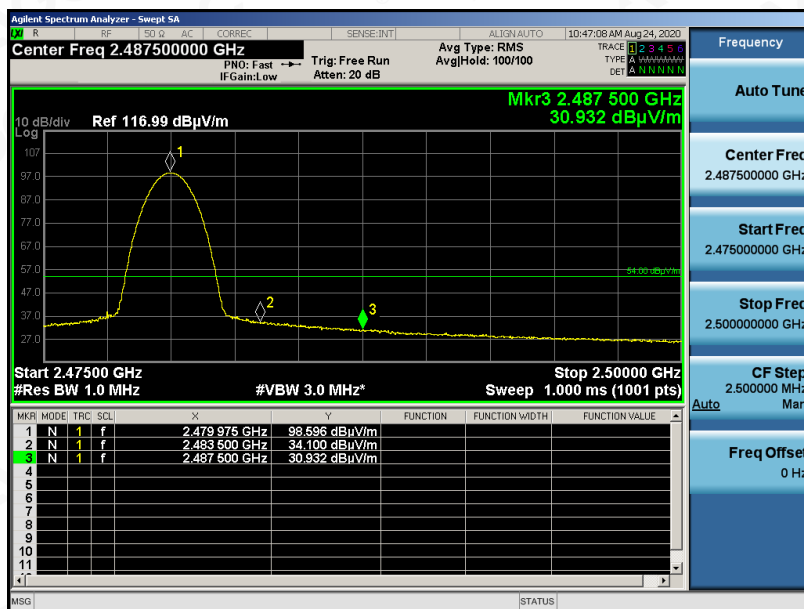 Agilent Spectrum Analyzer - Swept SA
LXI R RF 50 Ω AC CORREC SENSE:INT ALIGN AUTO 10:47:08 AM Aug 24, 2020
Center Freq 2.487500000 GHz
PNO: Fast
IFGain:Low
Trig: Free Run
Atten: 20 dB
Avg Type: RMS
Avg|Hold: 100/100
TRACE 1 2 3 4 5 6
TYPE A WWWWW
DET A N N N N N
Mkr3 2.487 500 GHz
30.932 dBµV/m
10 dB/div Ref 116.99 dBµV/m
Log
107
97.0
87.0
77.0
67.0
57.0
47.0
37.0
27.0
1
2
3
54.00 dBµV/m
Start 2.47500 GHz Stop 2.50000 GHz
#Res BW 1.0 MHz #VBW 3.0 MHz* Sweep 1.000 ms (1001 pts)
MKR MODE TRC SCL X Y FUNCTION FUNCTION WIDTH FUNCTION VALUE
1 N 1 f 2.479 975 GHz 98.596 dBµV/m
2 N 1 f 2.483 500 GHz 34.100 dBµV/m
3 N 1 f 2.487 500 GHz 30.932 dBµV/m
4
5
6
7
8
9
10
11
MSG STATUS
Frequency
Auto Tune
Center Freq
2.487500000 GHz
Start Freq
2.475000000 GHz
Stop Freq
2.500000000 GHz
CF Step
2.500000 MHz
Auto Man
Freq Offset
0 Hz